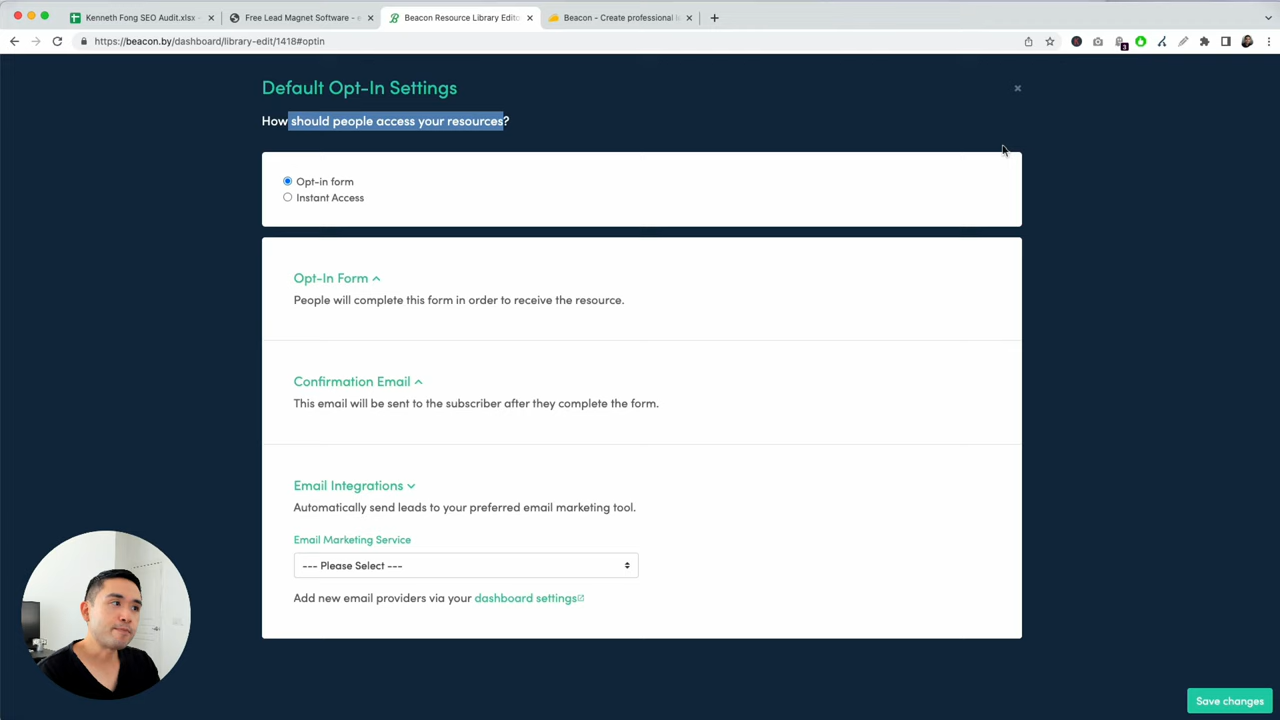 Kenneth Fong SEO Audit.xlsx
Free Lead Magnet Software - e
Beacon Resource Library Edito
Beacon - Create professional l
https://beacon.by/dashboard/library-edit/1418#optin
3
Default Opt-In Settings
How should people access your resources?
Opt-in form
Instant Access
Opt-In Form
People will complete this form in order to receive the resource.
Confirmation Email
This email will be sent to the subscriber after they complete the form.
Email Integrations
Automatically send leads to your preferred email marketing tool.
Email Marketing Service
--- Please Select ---
Add new email providers via your dashboard settings
Save changes